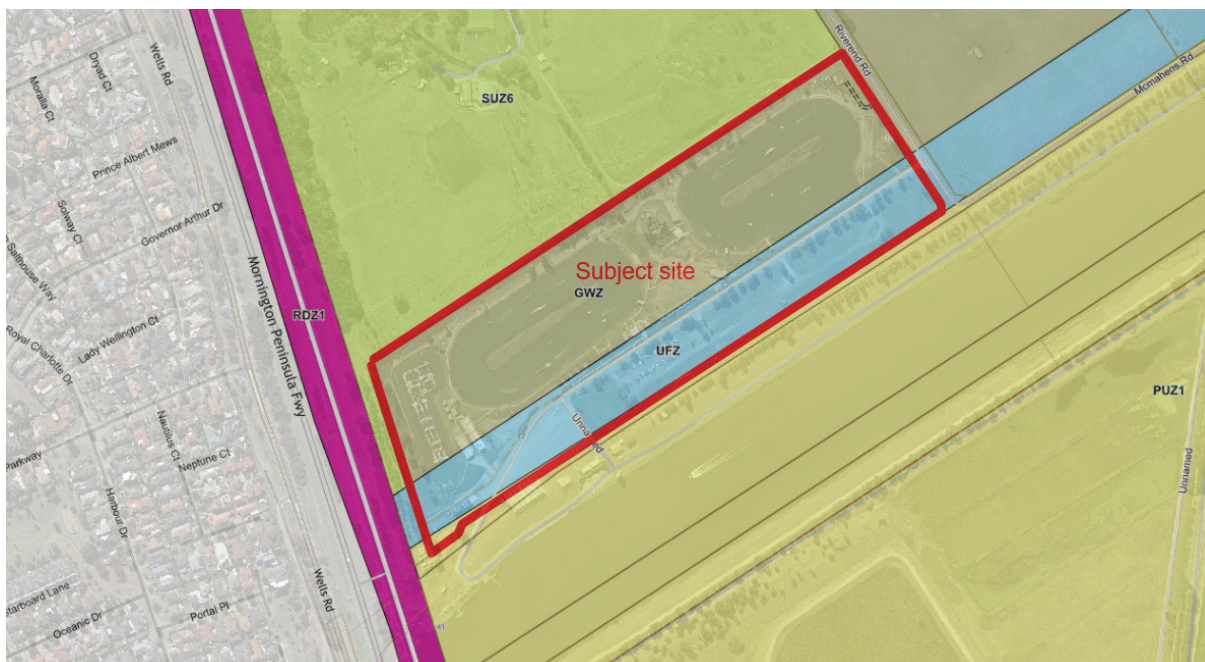 Wells Rd
Dryad Ct
Moralla Ct
Prince Albert Mews
Solway Ct
Governor Arthur Dr
Salthouse Way
Lady Wellington Ct
Royal Charlotte Dr
Mornington Peninsula Fwy
Nautilus Ct
Neptune Ct
Parkway
Harbour Dr
Starboard Lane
Oceanic Dr
Portal Pl
Wells Rd
RDZ1
SUZ6
Riverend Rd
Mcmahens Rd
Subject site
GWZ
UFZ
Unnamed
PUZ1
Unnamed
41